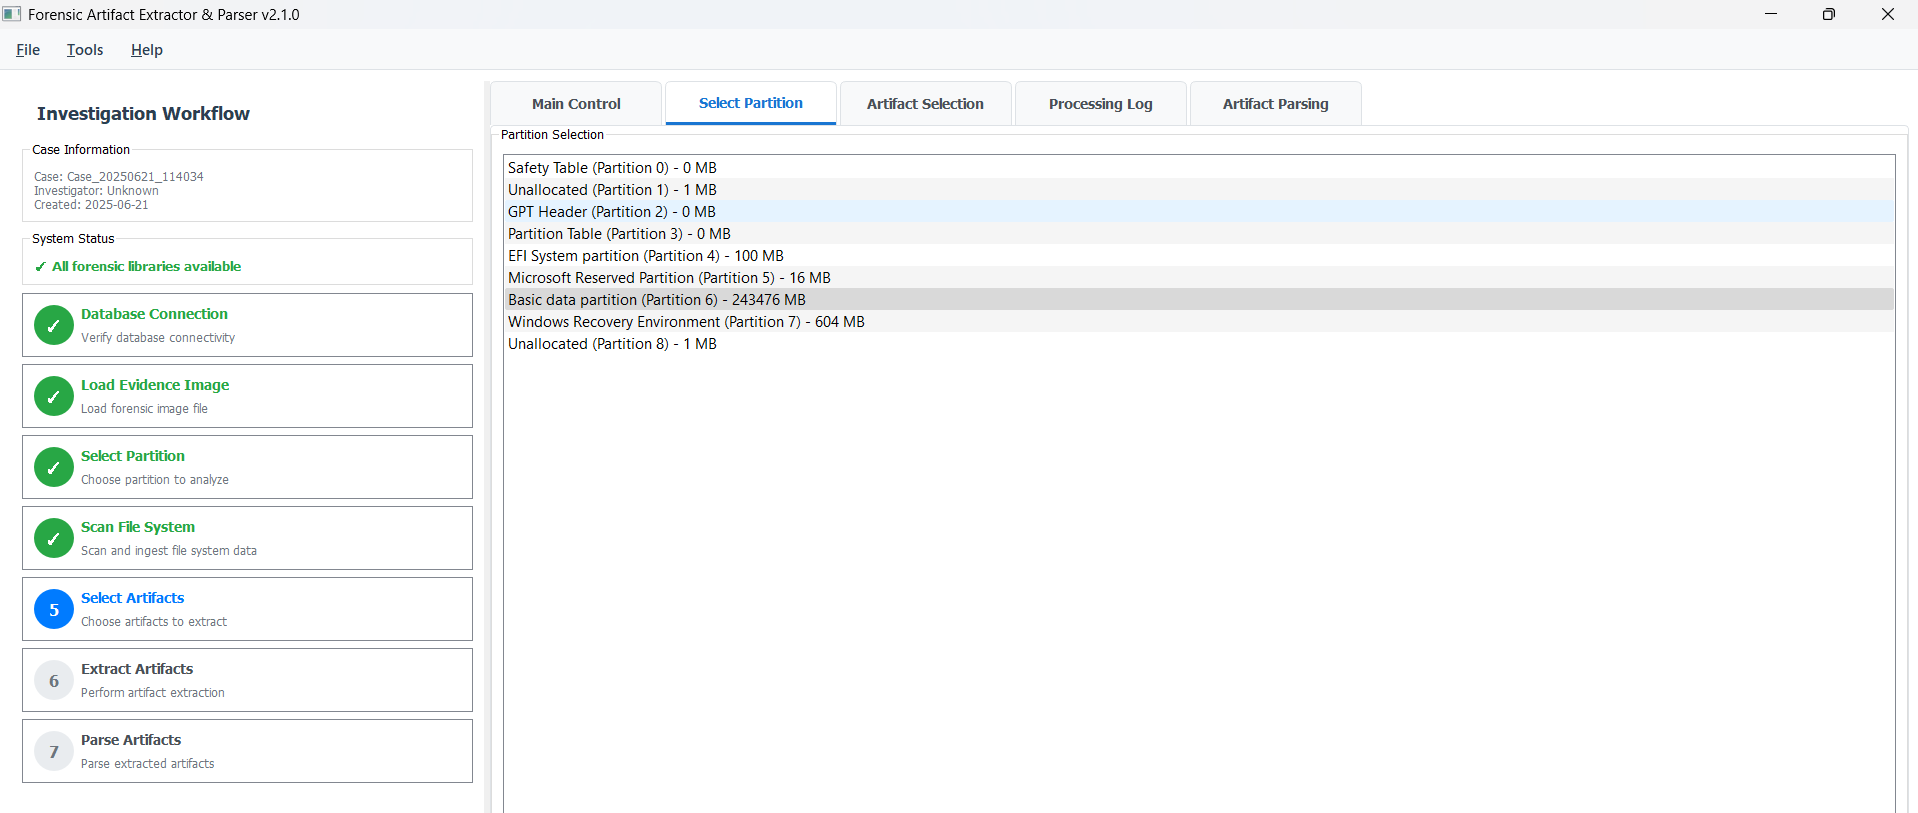 Forensic Artifact Extractor & Parser v2.1.0
File Tools Help
Investigation Workflow
Case Information
Case: Case_20250621_114034
Investigator: Unknown
Created: 2025-06-21
System Status
✓ All forensic libraries available
✓ Database Connection
Verify database connectivity
✓ Load Evidence Image
Load forensic image file
✓ Select Partition
Choose partition to analyze
✓ Scan File System
Scan and ingest file system data
5 Select Artifacts
Choose artifacts to extract
6 Extract Artifacts
Perform artifact extraction
7 Parse Artifacts
Parse extracted artifacts
Main Control Select Partition Artifact Selection Processing Log Artifact Parsing
Partition Selection
Safety Table (Partition 0) - 0 MB
Unallocated (Partition 1) - 1 MB
GPT Header (Partition 2) - 0 MB
Partition Table (Partition 3) - 0 MB
EFI System partition (Partition 4) - 100 MB
Microsoft Reserved Partition (Partition 5) - 16 MB
Basic data partition (Partition 6) - 243476 MB
Windows Recovery Environment (Partition 7) - 604 MB
Unallocated (Partition 8) - 1 MB